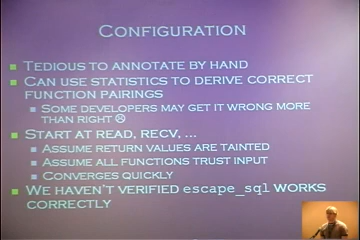 CONFIGURATION
TEDIOUS TO ANNOTATE BY HAND
CAN USE STATISTICS TO DERIVE CORRECT
FUNCTION PAIRINGS
SOME DEVELOPERS MAY GET IT WRONG MORE
THAN RIGHT ☹
START AT READ, RECV, ...
ASSUME RETURN VALUES ARE TAINTED
ASSUME ALL FUNCTIONS TRUST INPUT
CONVERGES QUICKLY
WE HAVEN'T VERIFIED escape_sql WORKS
CORRECTLY